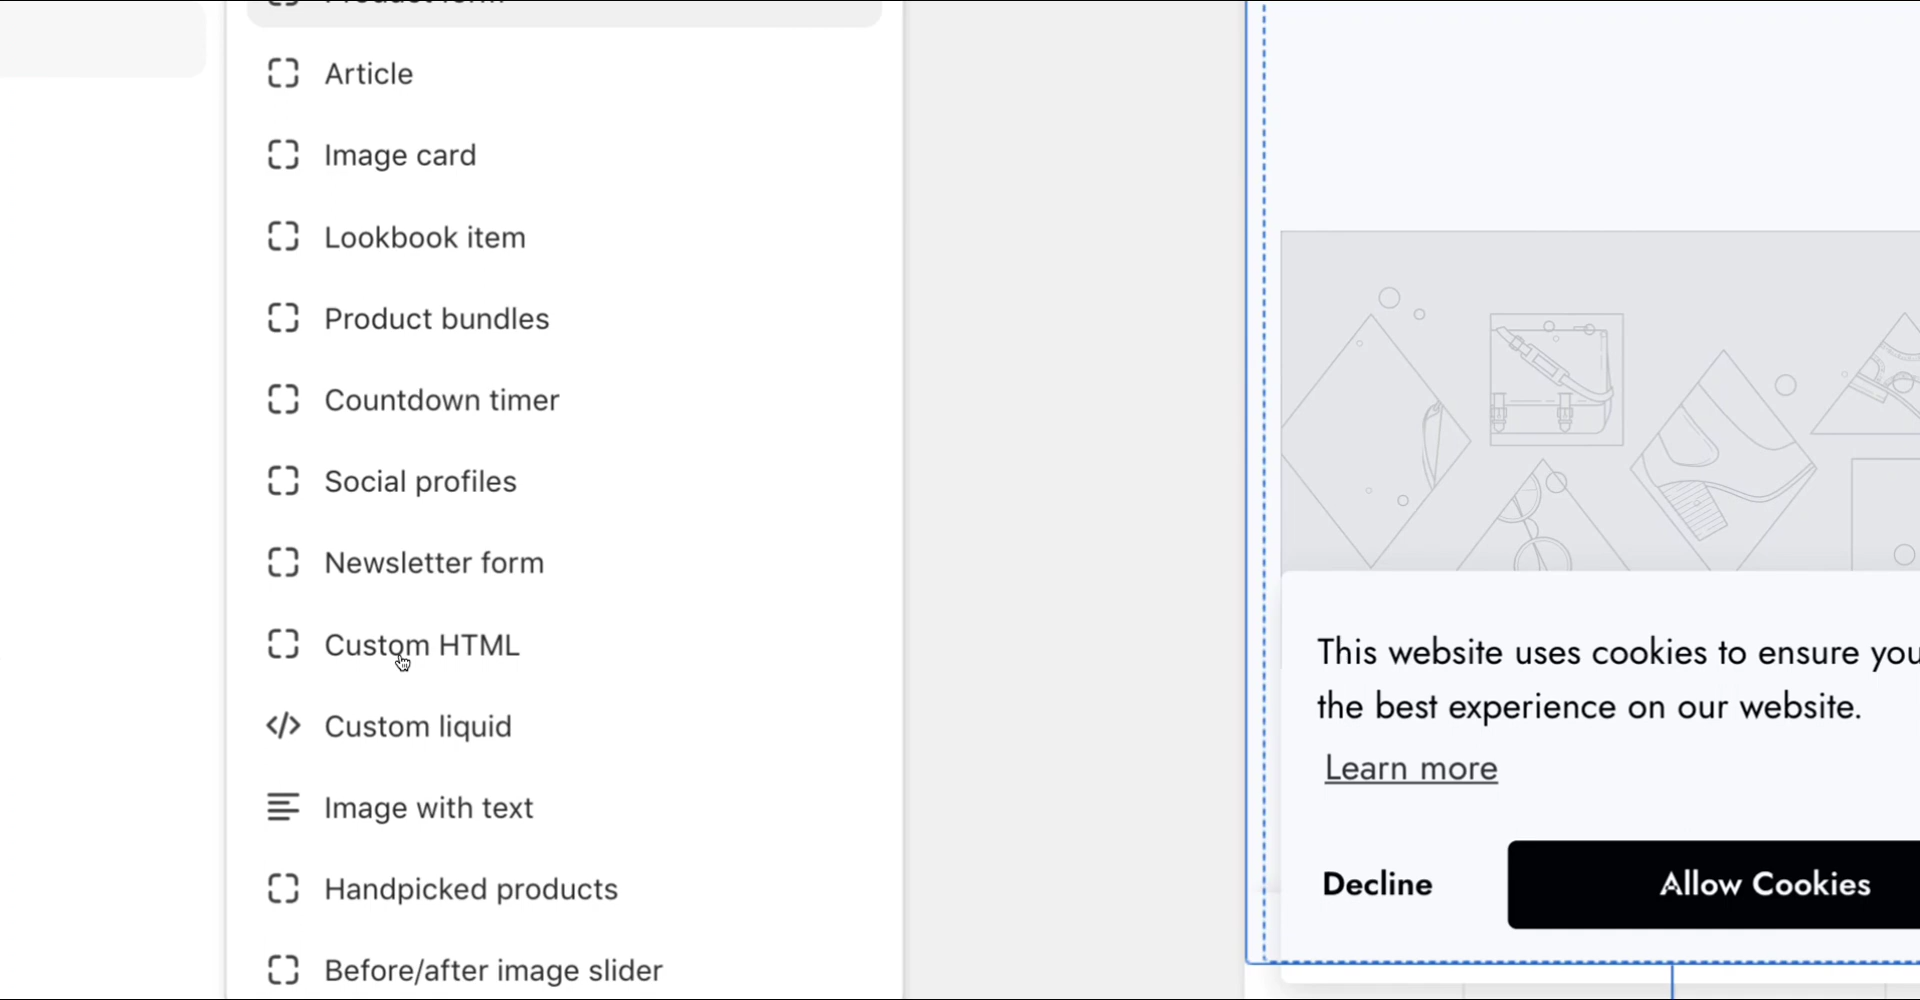 Product form
Article
Image card
Lookbook item
Product bundles
Countdown timer
Social profiles
Newsletter form
Custom HTML
Custom liquid
Image with text
Handpicked products
Before/after image slider
This website uses cookies to ensure you
the best experience on our website.
Learn more
Decline
Allow Cookies